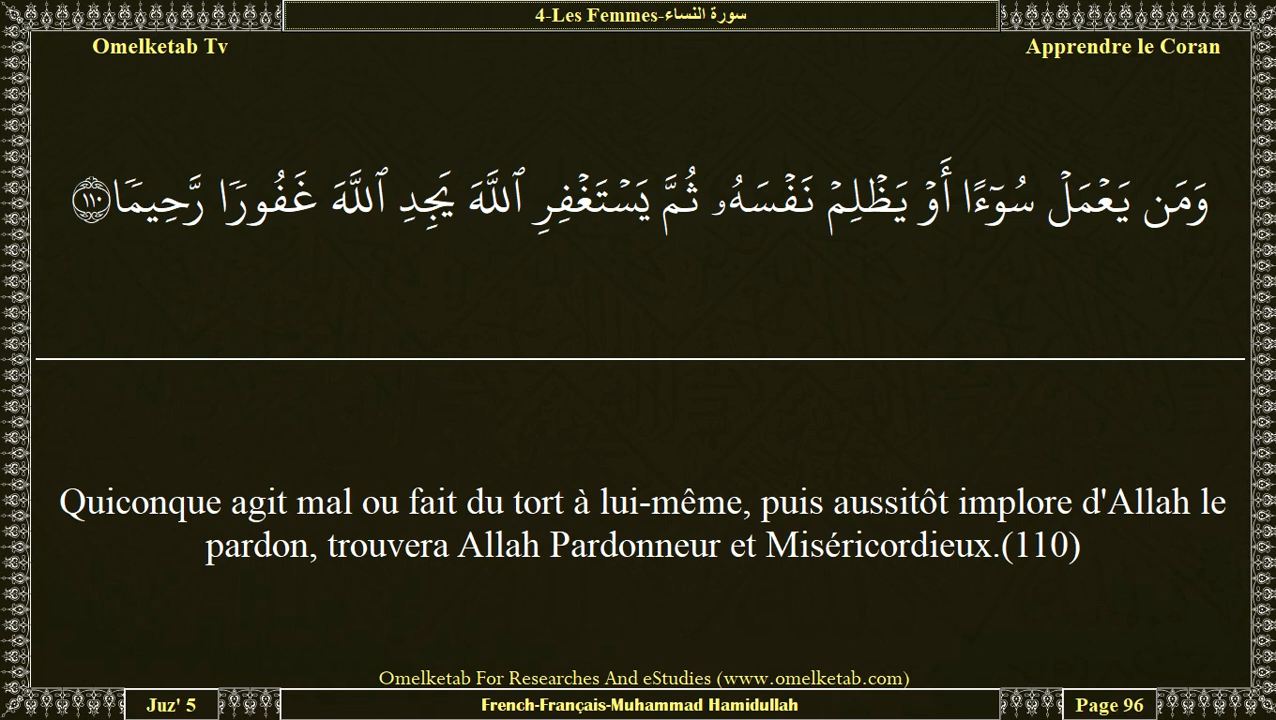 4-Les Femmes-سورة النساء
Omelketab Tv
Apprendre le Coran
وَمَن يَعۡمَلۡ سُوٓءًا أَوۡ يَظۡلِمۡ نَفۡسَهُۥ ثُمَّ يَسۡتَغۡفِرِ ٱللَّهَ يَجِدِ ٱللَّهَ غَفُورٗا رَّحِيمٗا ١١٠
Quiconque agit mal ou fait du tort à lui-même, puis aussitôt implore d'Allah le
pardon, trouvera Allah Pardonneur et Miséricordieux.(110)
Omelketab For Researches And eStudies (www.omelketab.com)
Juz' 5
French-Français-Muhammad Hamidullah
Page 96